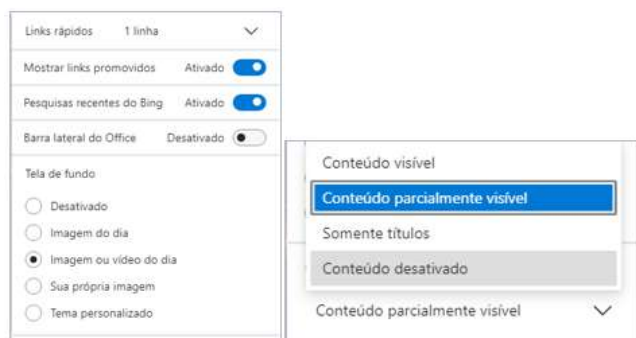 Links rápidos 1 linha
Mostrar links promovidos Ativado
Pesquisas recentes do Bing Ativado
Barra lateral do Office Desativado
Tela de fundo
Desativado
Imagem do dia
Imagem ou vídeo do dia
Sua própria imagem
Tema personalizado
Conteúdo visível
Conteúdo parcialmente visível
Somente títulos
Conteúdo desativado
Conteúdo parcialmente visível